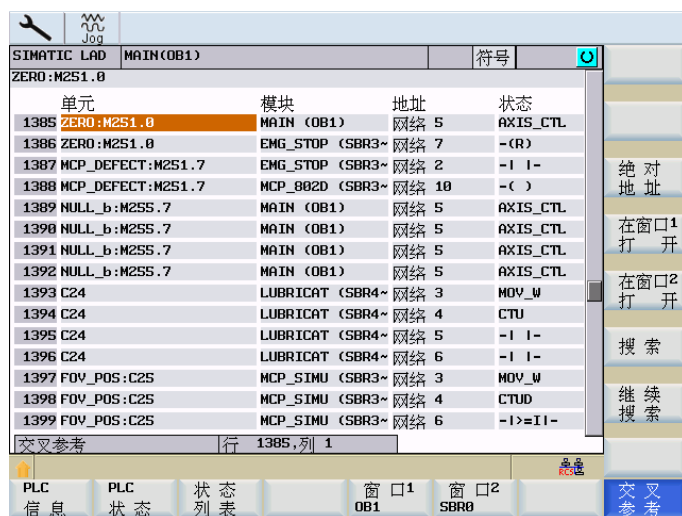 Jog
SIMATIC LAD MAIN(OB1) 符号
ZERO:M251.0
单元 模块 地址 状态
1385 ZERO:M251.0 MAIN (OB1) 网络 5 AXIS_CTL
1386 ZERO:M251.0 EMG_STOP (SBR3~ 网络 7 -(R)
1387 MCP_DEFECT:M251.7 EMG_STOP (SBR3~ 网络 2 -| |-
1388 MCP_DEFECT:M251.7 MCP_802D (SBR3~ 网络 10 -( )
1389 NULL_b:M255.7 MAIN (OB1) 网络 5 AXIS_CTL
1390 NULL_b:M255.7 MAIN (OB1) 网络 5 AXIS_CTL
1391 NULL_b:M255.7 MAIN (OB1) 网络 5 AXIS_CTL
1392 NULL_b:M255.7 MAIN (OB1) 网络 5 AXIS_CTL
1393 C24 LUBRICAT (SBR4~ 网络 3 MOV_W
1394 C24 LUBRICAT (SBR4~ 网络 4 CTU
1395 C24 LUBRICAT (SBR4~ 网络 5 -| |-
1396 C24 LUBRICAT (SBR4~ 网络 6 -| |-
1397 FOV_POS:C25 MCP_SIMU (SBR3~ 网络 3 MOV_W
1398 FOV_POS:C25 MCP_SIMU (SBR3~ 网络 4 CTUD
1399 FOV_POS:C25 MCP_SIMU (SBR3~ 网络 6 -|>=I|-
交叉参考 行 1385,列 1
绝 对
地 址
在窗口1
打 开
在窗口2
打 开
搜 索
继 续
搜 索
RCS
PLC
信 息
PLC
状 态
状 态
列 表
窗 口1
OB1
窗 口2
SBR0
交 叉
参 考